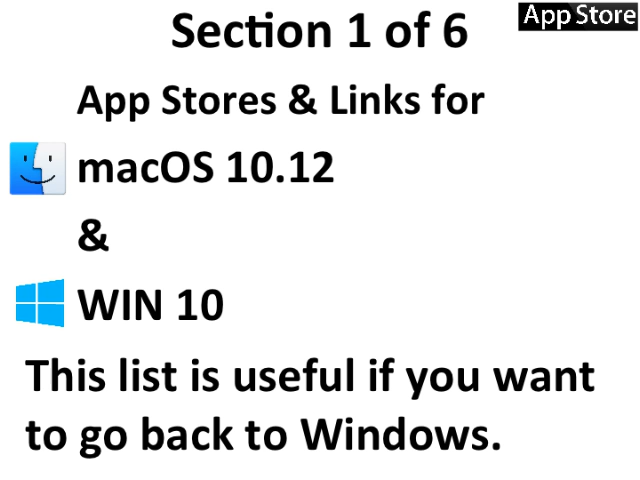 Section 1 of 6
App Store
App Stores & Links for
macOS 10.12
&
WIN 10
This list is useful if you want
to go back to Windows.